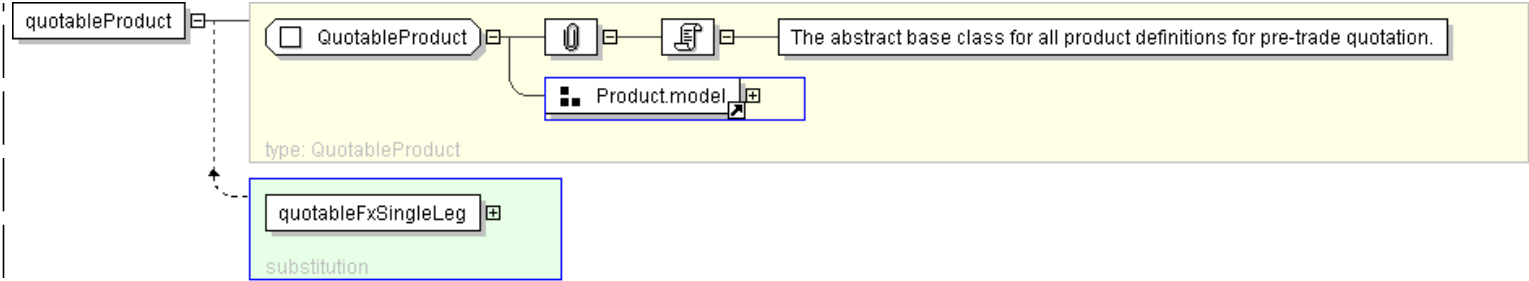 quotableProduct
QuotableProduct
The abstract base class for all product definitions for pre-trade quotation.
Product.model
type: QuotableProduct
quotableFxSingleLeg
substitution